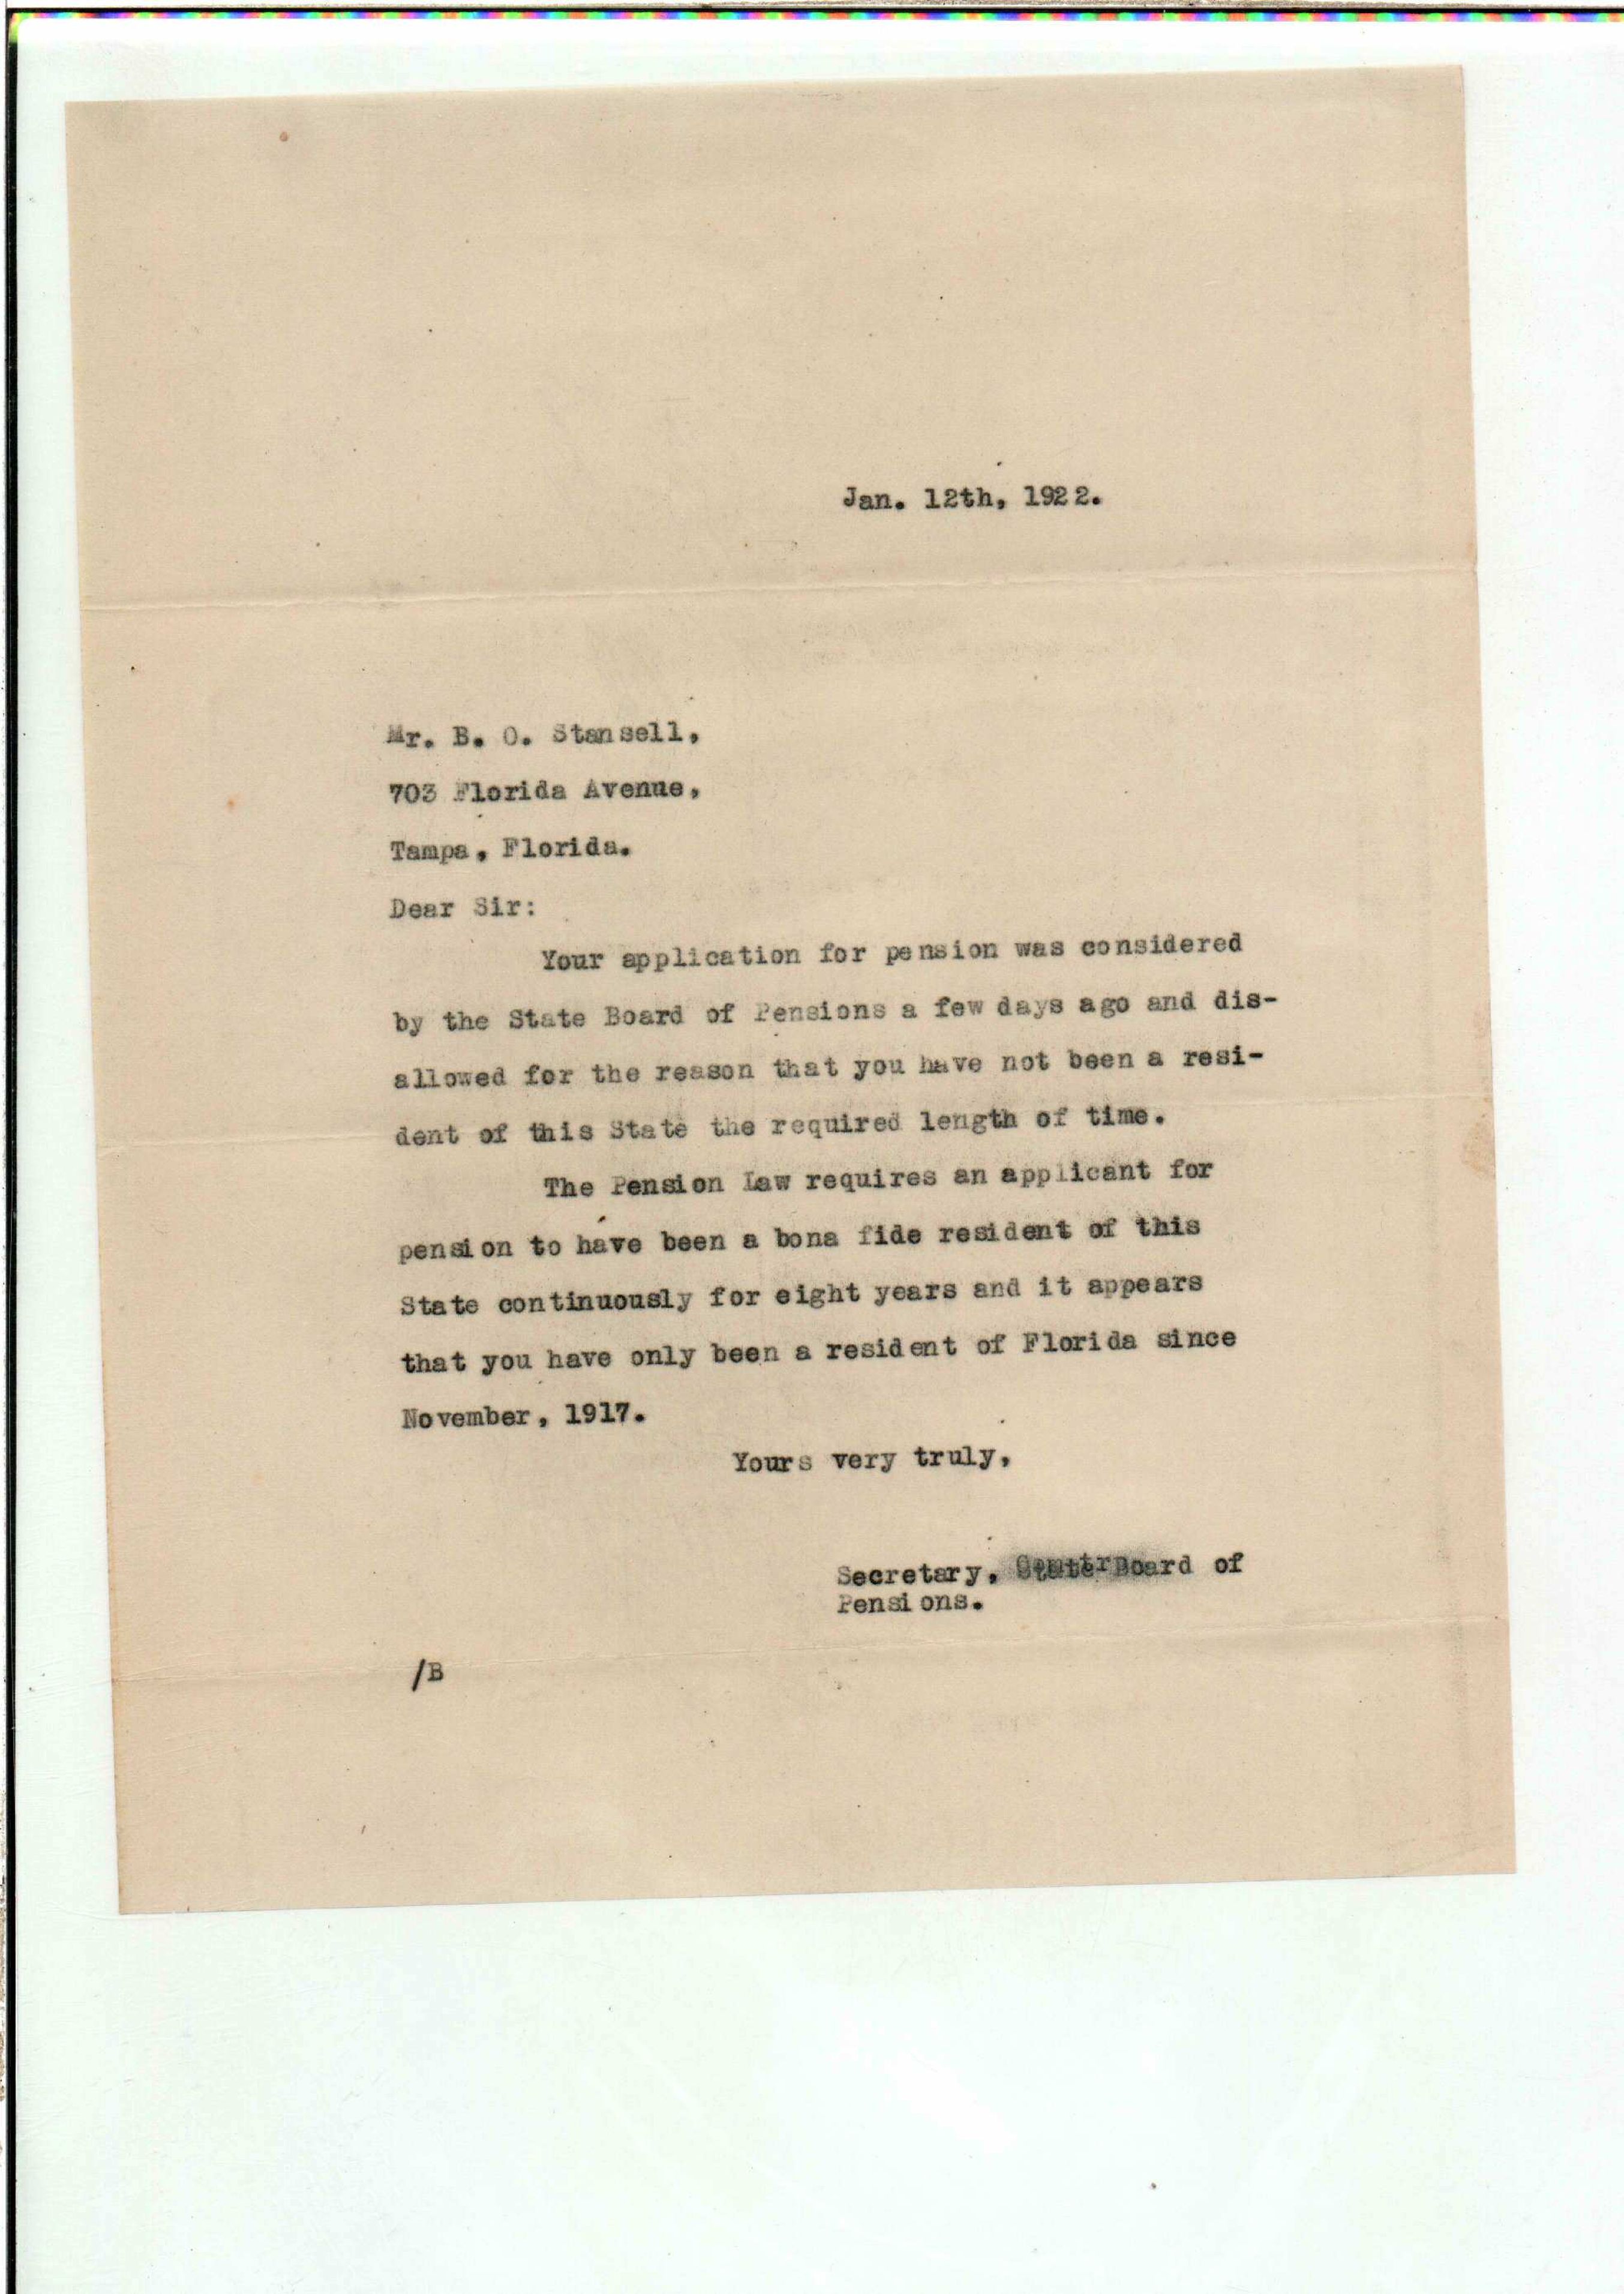 Jan. 12th, 1922.
Mr. B. O. Stansell,
703 Florida Avenue,
Tampa, Florida.
Dear Sir:
Your application for pension was considered
by the State Board of Pensions a few days ago and dis-
allowed for the reason that you have not been a resi-
dent of this State the required length of time.
The Pension Law requires an applicant for
pension to have been a bona fide resident of this
State continuously for eight years and it appears
that you have only been a resident of Florida since
November, 1917.
Yours very truly,
Secretary, State Board of
Pensions.
/B